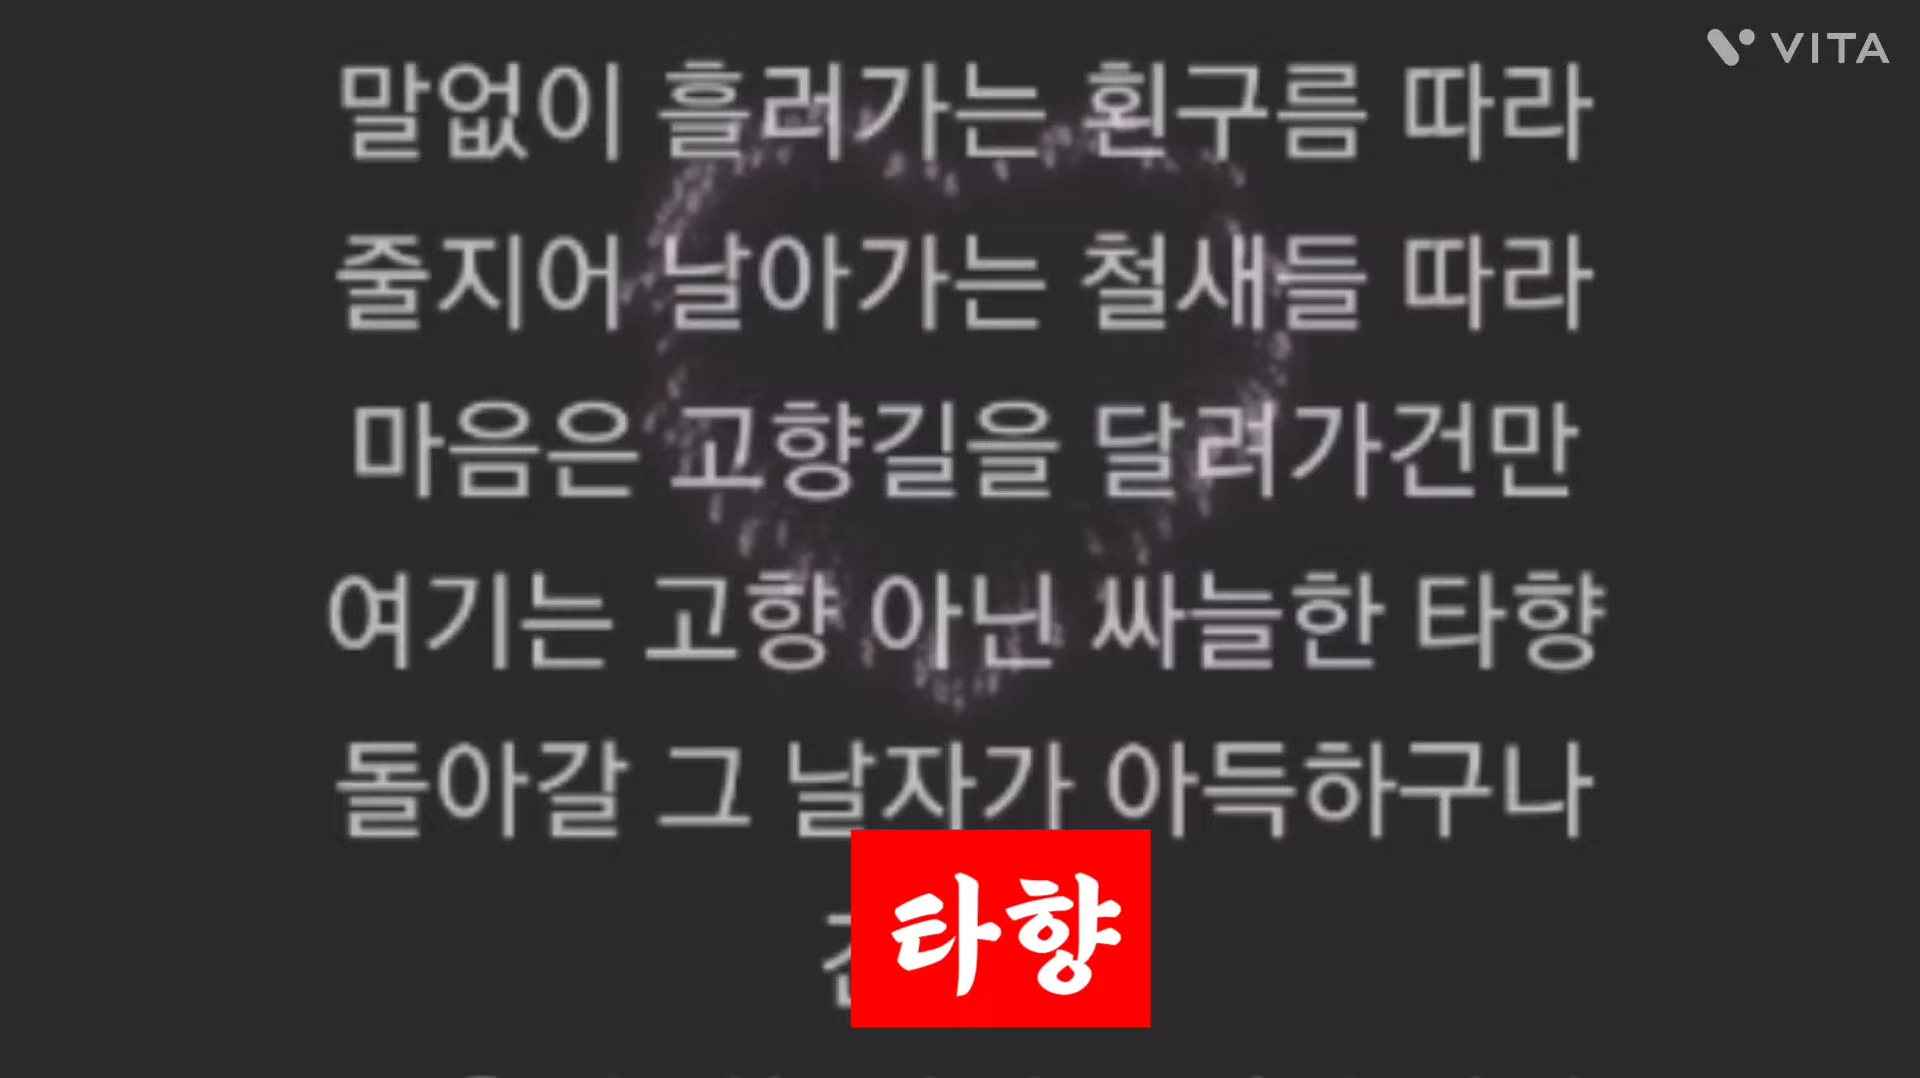 VITA
말없이 흘러가는 흰구름 따라
줄지어 날아가는 철새들 따라
마음은 고향길을 달려가건만
여기는 고향 아닌 싸늘한 타향
돌아갈 그 날자가 아득하구나
타향